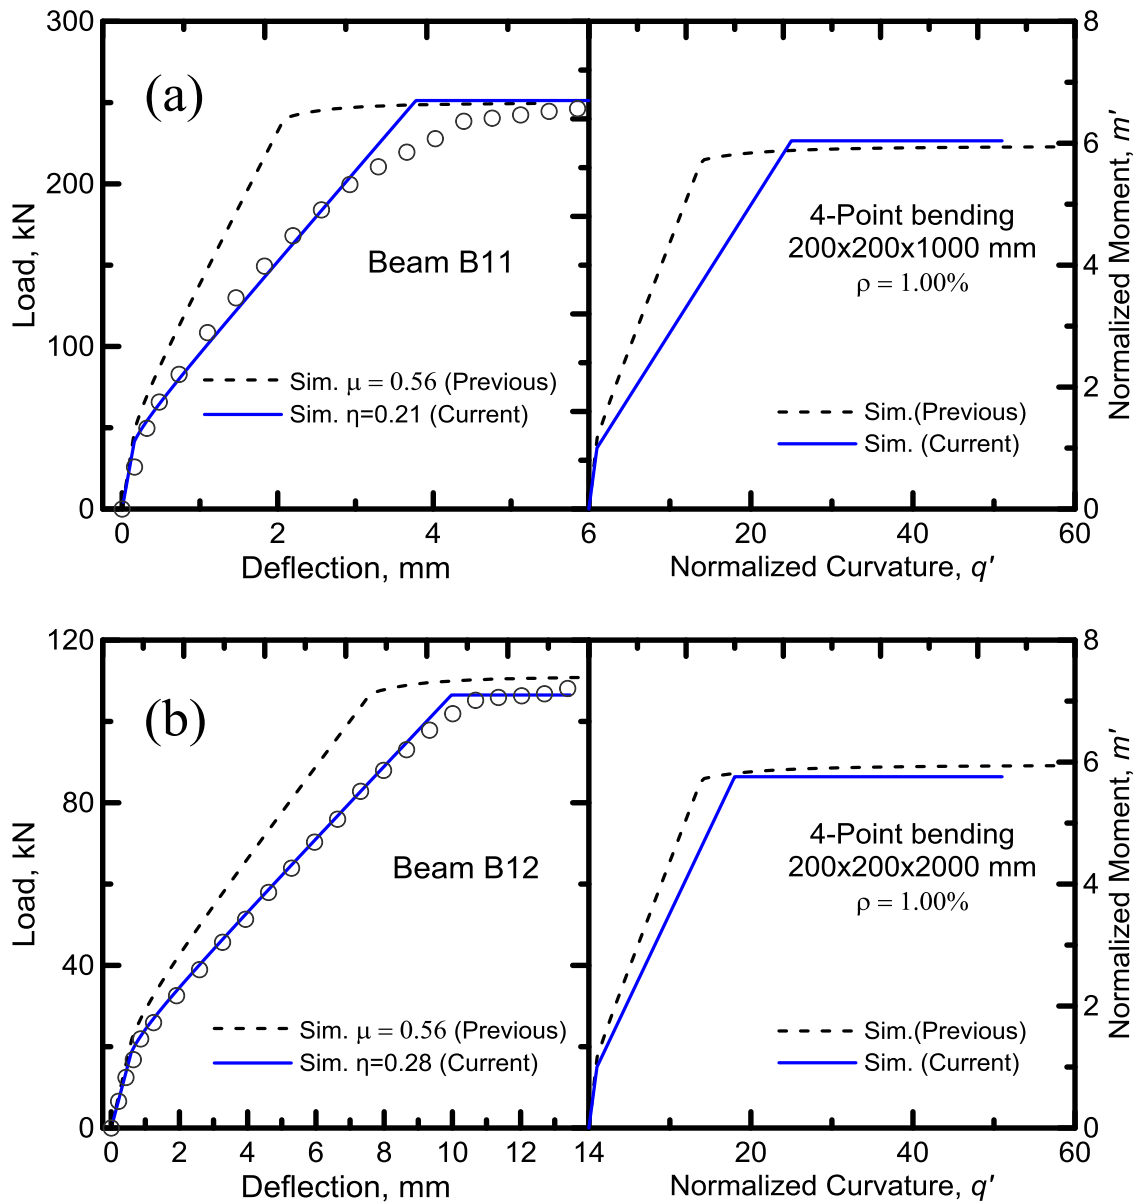 300
200
100
0
Load, kN
(a)
Beam B11
Sim. μ = 0.56 (Previous)
Sim. η=0.21 (Current)
0 2 4 6
Deflection, mm
8
6
4
2
0
Normalized Moment, m'
4-Point bending
200x200x1000 mm
ρ = 1.00%
Sim.(Previous)
Sim. (Current)
20 40 60
Normalized Curvature, q'
120
80
40
0
Load, kN
(b)
Beam B12
Sim. μ = 0.56 (Previous)
Sim. η=0.28 (Current)
0 2 4 6 8 10 12 14
Deflection, mm
8
6
4
2
0
Normalized Moment, m'
4-Point bending
200x200x2000 mm
ρ = 1.00%
Sim.(Previous)
Sim. (Current)
20 40 60
Normalized Curvature, q'